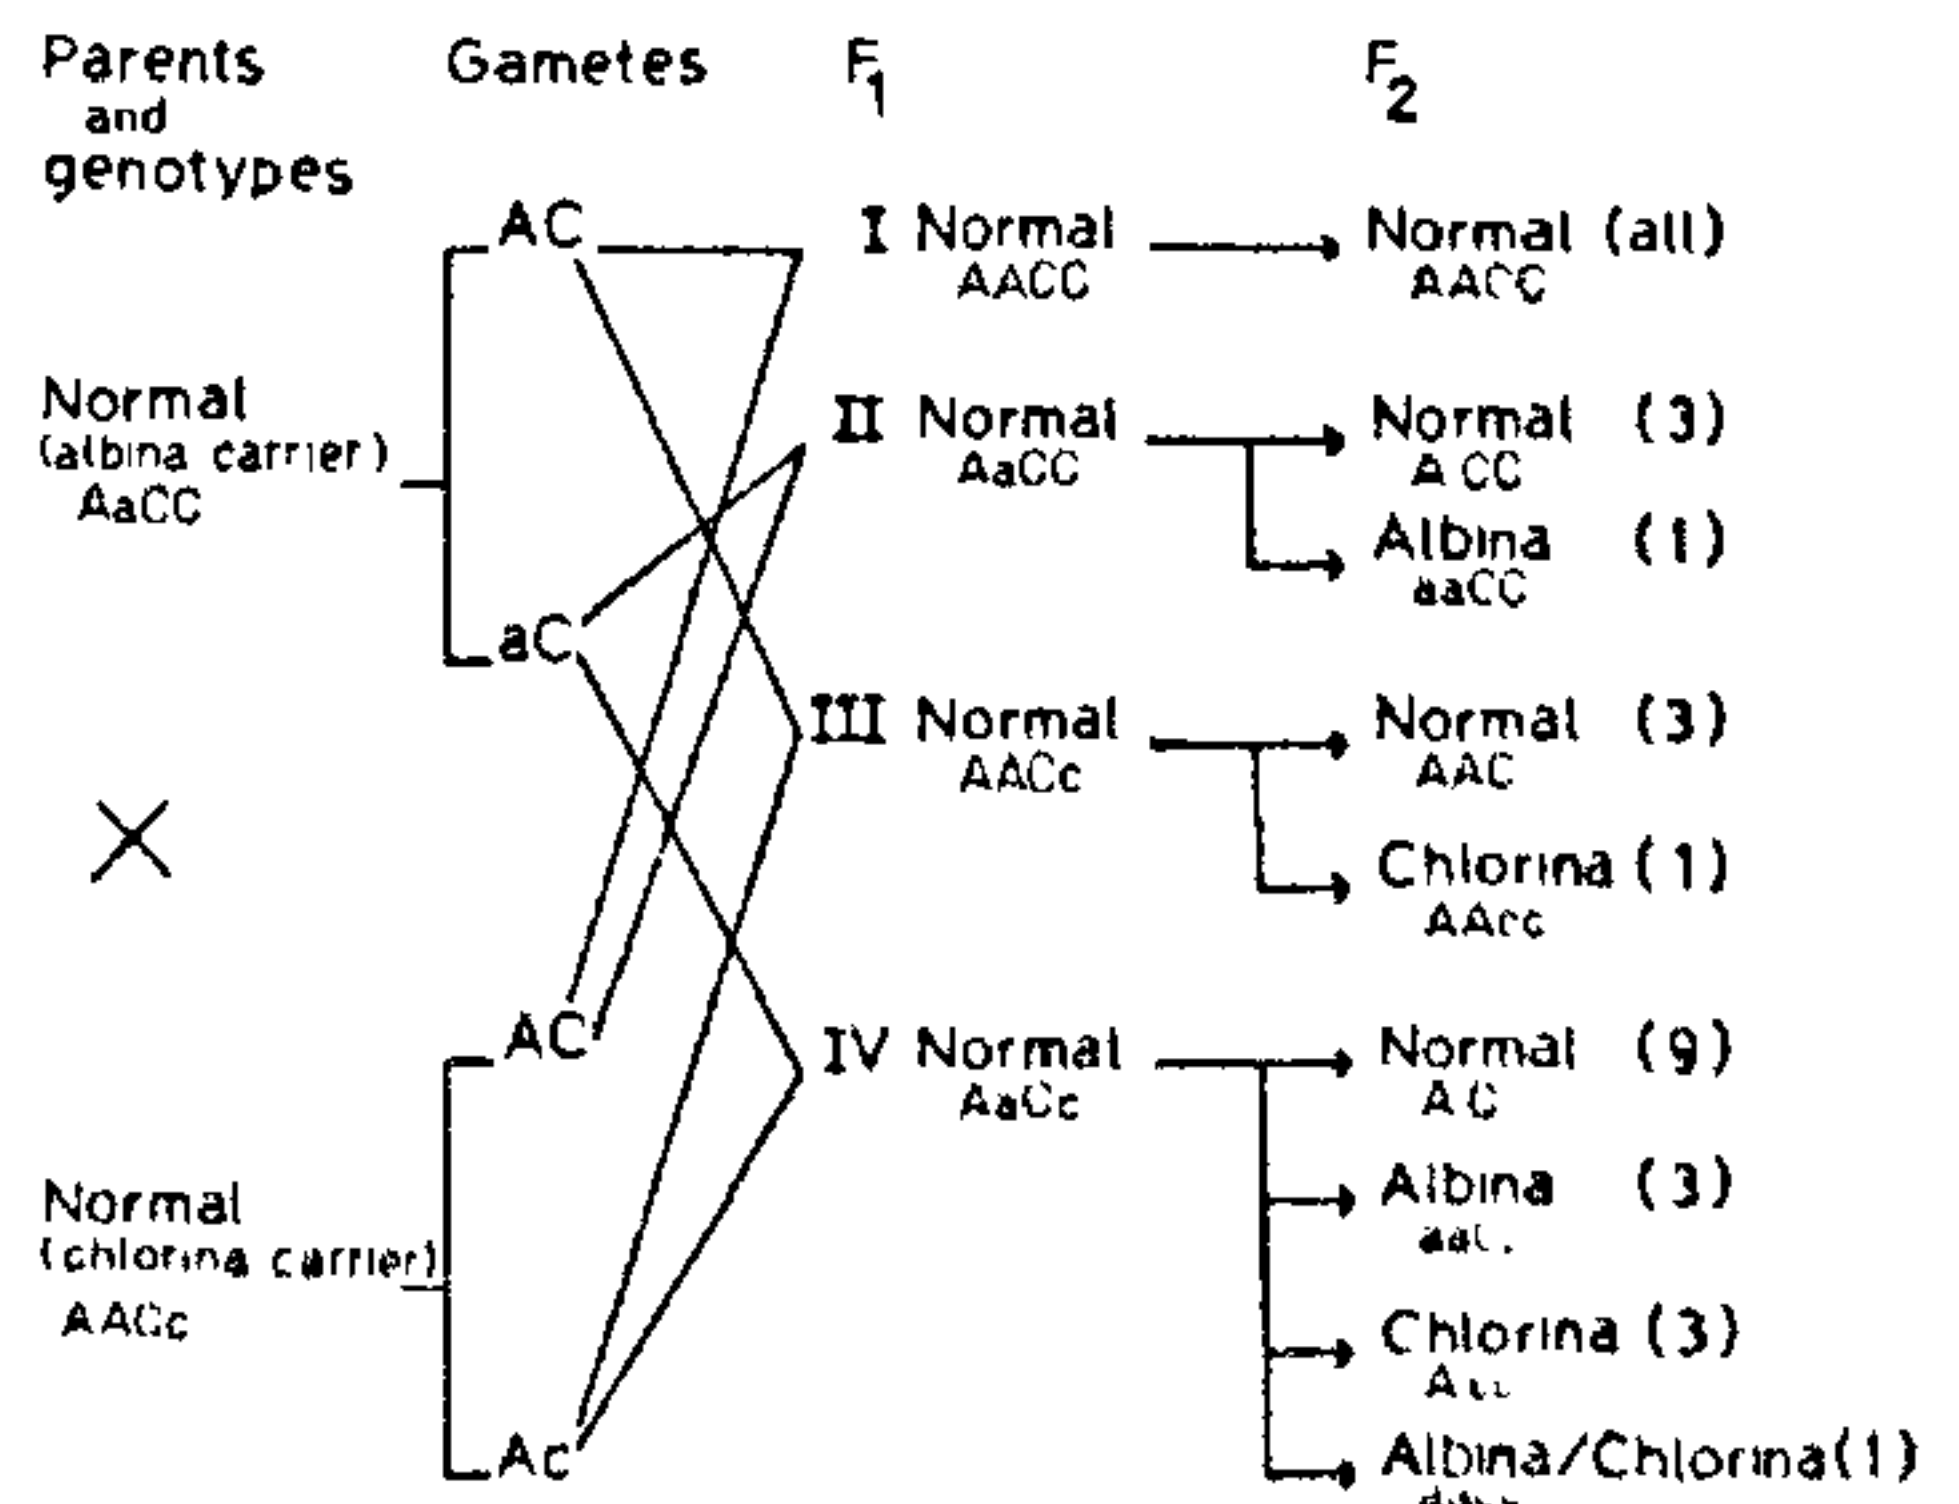 Parents Gametes F1 F2
and
genotypes
AC I Normal Normal (all)
AACC AACC
Normal II Normal Normal (3)
(albina carrier) AaCC A CC
AaCC Albina (1)
aaCC
aC
III Normal Normal (3)
AACc AAC
X
Chlorina (1)
AAcc
AC IV Normal Normal (9)
AaCc A C
Normal Albina (3)
(chlorina carrier) aaC.
AACc
Chlorina (3)
A
Ac Albina/Chlorina (1)